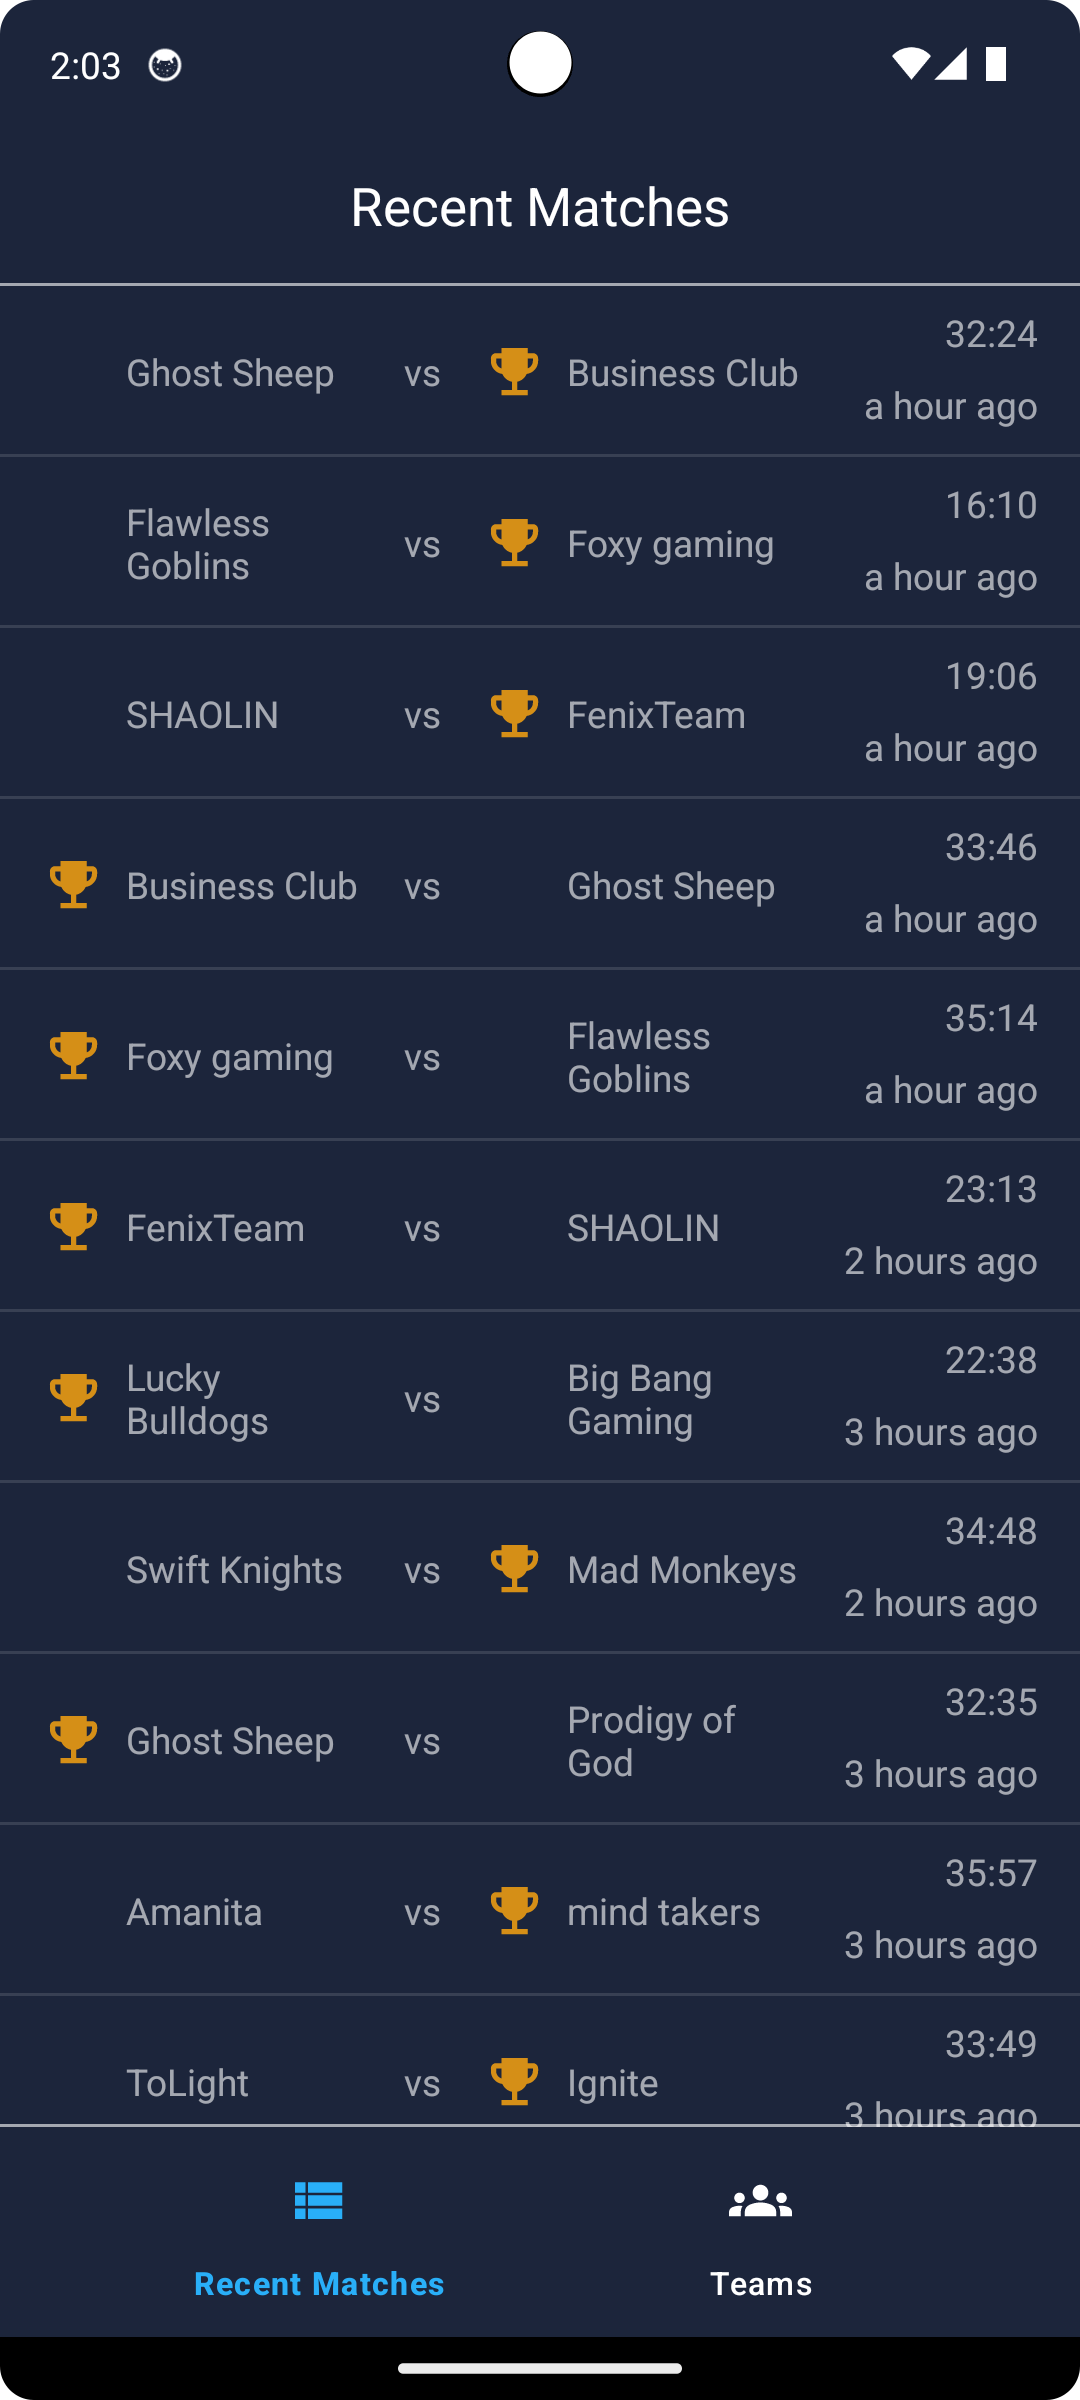 2:03
Recent Matches
32:24
Ghost Sheep vs Business Club
a hour ago
16:10
Flawless
Goblins vs Foxy gaming
a hour ago
19:06
SHAOLIN vs FenixTeam
a hour ago
33:46
Business Club vs Ghost Sheep
a hour ago
35:14
Foxy gaming vs Flawless
Goblins
a hour ago
23:13
FenixTeam vs SHAOLIN
2 hours ago
22:38
Lucky
Bulldogs vs Big Bang
Gaming
3 hours ago
34:48
Swift Knights vs Mad Monkeys
2 hours ago
32:35
Ghost Sheep vs Prodigy of
God
3 hours ago
35:57
Amanita vs mind takers
3 hours ago
33:49
ToLight vs Ignite
3 hours ago
Recent Matches Teams